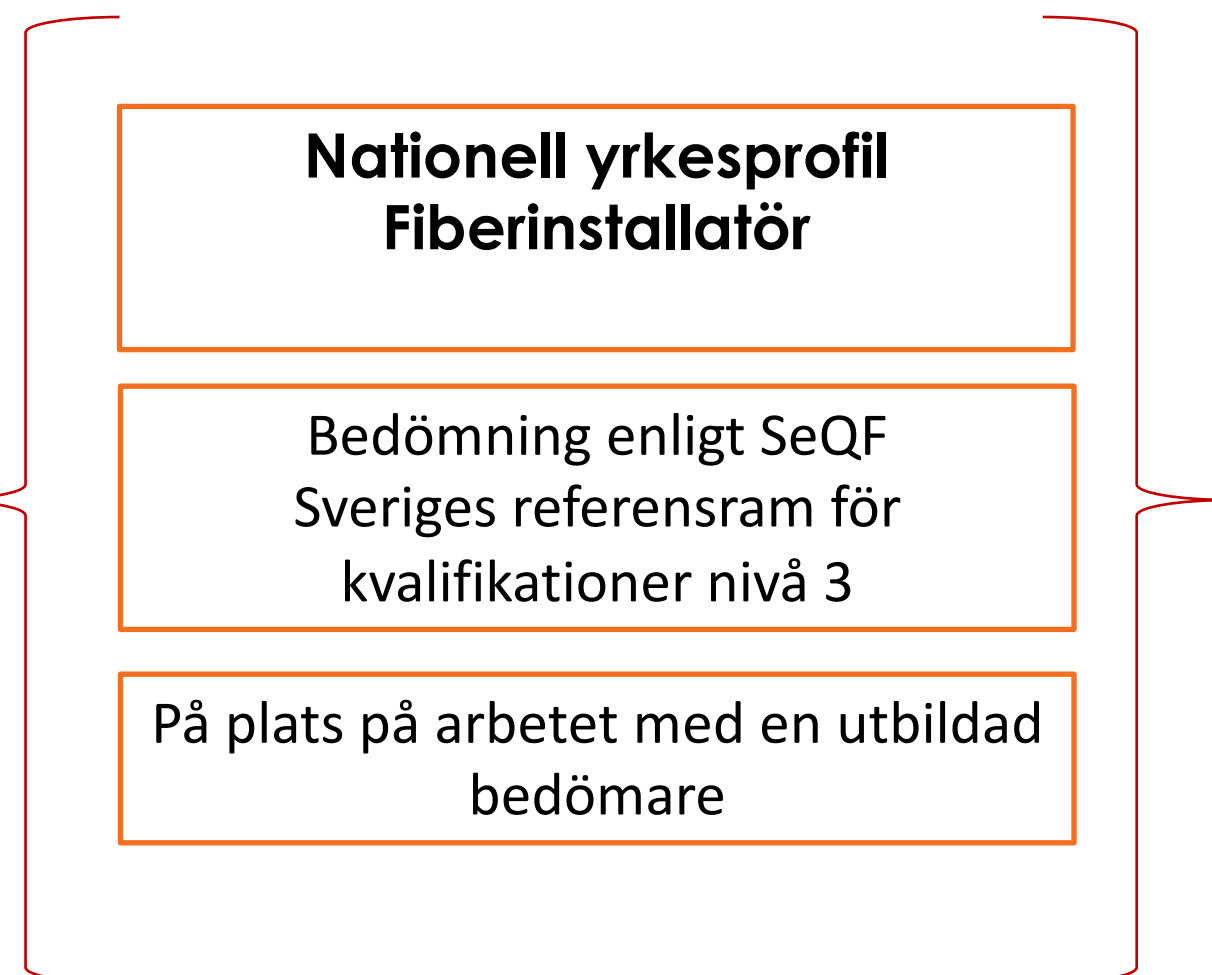 Nationell yrkesprofil
Fiberinstallatör
Bedömning enligt SeQF
Sveriges referensram för
kvalifikationer nivå 3
På plats på arbetet med en utbildad
bedömare